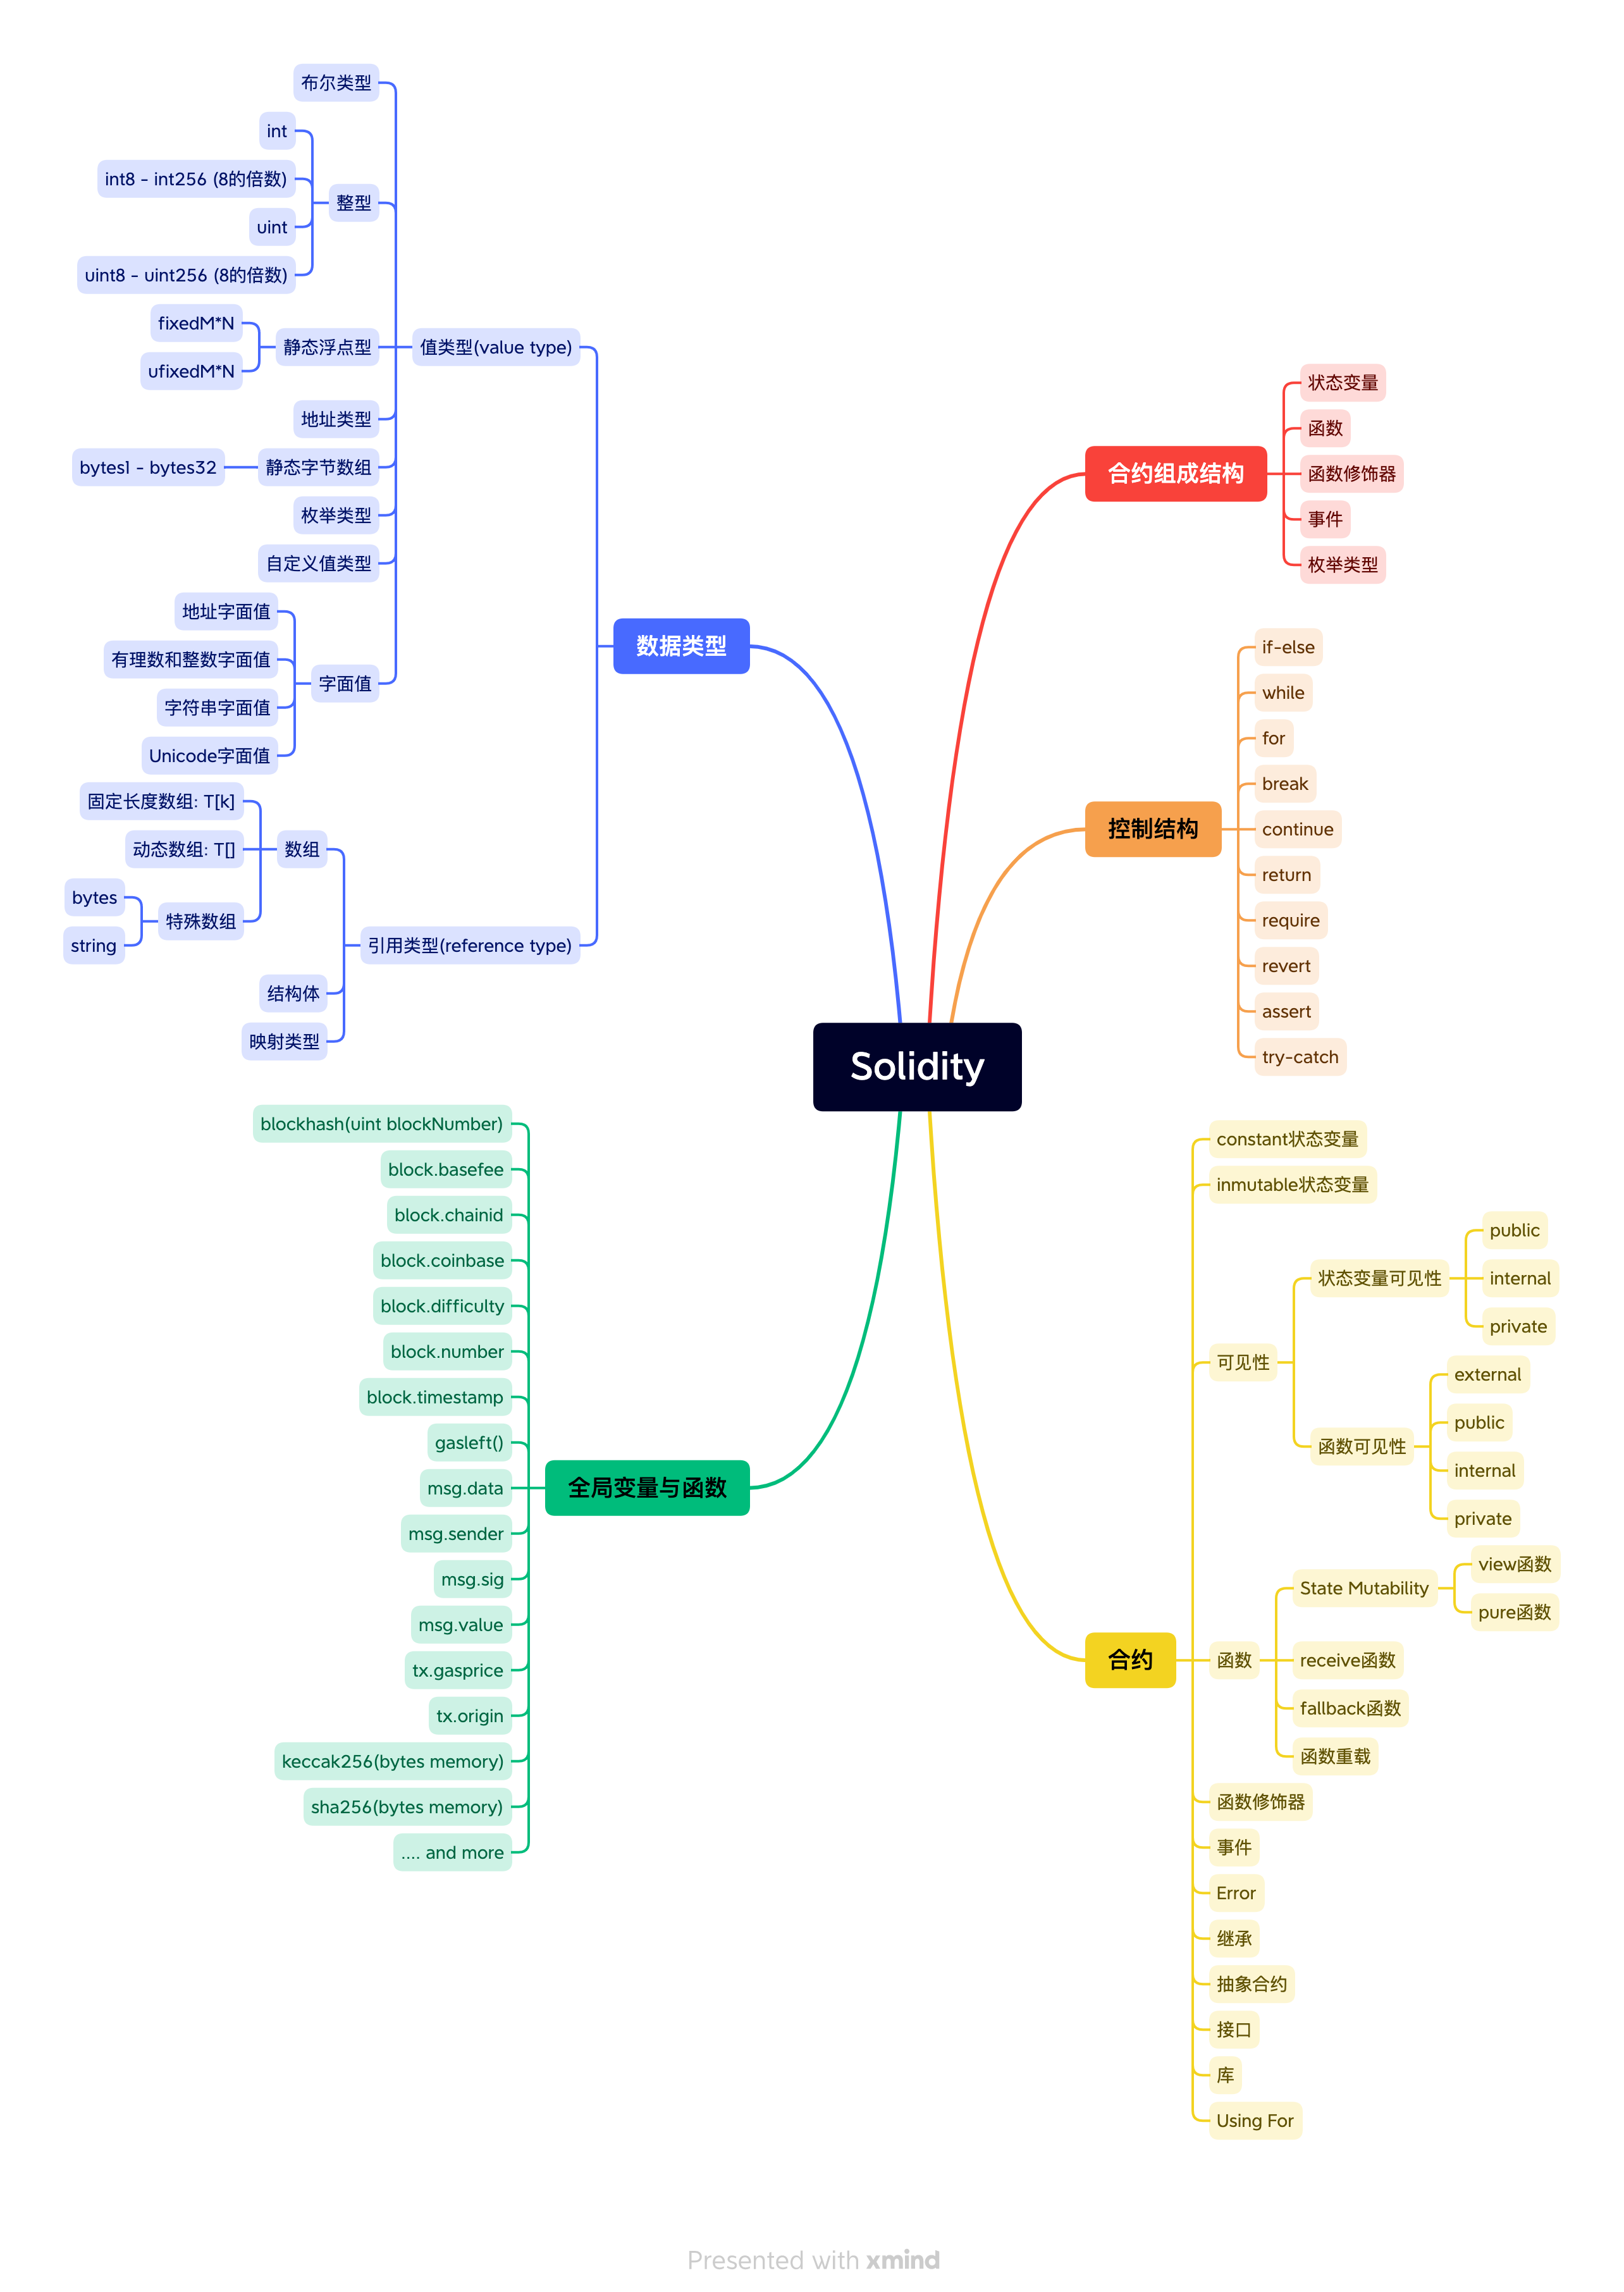 Solidity
合约组成结构
状态变量
函数
函数修饰器
事件
枚举类型
控制结构
if-else
while
for
break
continue
return
require
revert
assert
try-catch
合约
constant状态变量
inmutable状态变量
可见性
状态变量可见性
public
internal
private
函数可见性
external
public
internal
private
函数
State Mutability
view函数
pure函数
receive函数
fallback函数
函数重载
函数修饰器
事件
Error
继承
抽象合约
接口
库
Using For
全局变量与函数
blockhash(uint blockNumber)
block.basefee
block.chainid
block.coinbase
block.difficulty
block.number
block.timestamp
gasleft()
msg.data
msg.sender
msg.sig
msg.value
tx.gasprice
tx.origin
keccak256(bytes memory)
sha256(bytes memory)
.... and more
数据类型
值类型(value type)
布尔类型
整型
int
int8 - int256 (8的倍数)
uint
uint8 - uint256 (8的倍数)
静态浮点型
fixedM*N
ufixedM*N
地址类型
静态字节数组
bytes1 - bytes32
枚举类型
自定义值类型
字面值
地址字面值
有理数和整数字面值
字符串字面值
Unicode字面值
引用类型(reference type)
数组
固定长度数组: T[k]
动态数组: T[]
特殊数组
bytes
string
结构体
映射类型
Presented with xmind